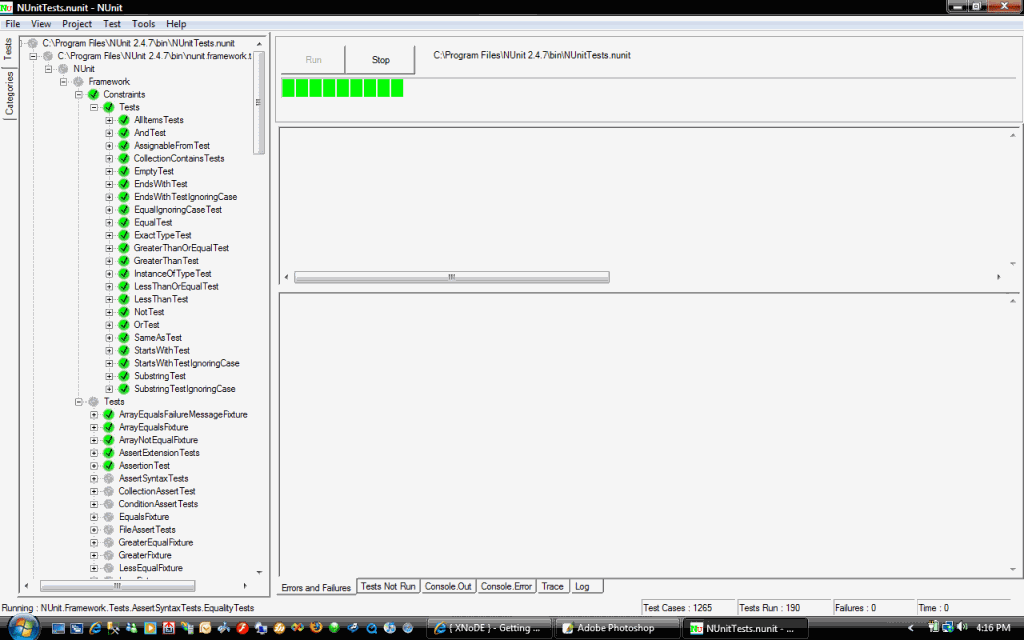 NUnitTests.nunit - NUnit
File View Project Test Tools Help
Tests
Categories
C:\Program Files\NUnit 2.4.7\bin\NUnitTests.nunit
C:\Program Files\NUnit 2.4.7\bin\nunit.framework.t
NUnit
Framework
Constraints
Tests
AllItemsTests
AndTest
AssignableFromTest
CollectionContainsTests
EmptyTest
EndsWithTest
EndsWithTestIgnoringCase
EqualIgnoringCaseTest
EqualTest
ExactTypeTest
GreaterThanOrEqualTest
GreaterThanTest
InstanceOfTypeTest
LessThanOrEqualTest
LessThanTest
NotTest
OrTest
SameAsTest
StartsWithTest
StartsWithTestIgnoringCase
SubstringTest
SubstringTestIgnoringCase
Tests
ArrayEqualsFailureMessageFixture
ArrayEqualsFixture
ArrayNotEqualFixture
AssertExtensionTests
AssertionTest
AssertSyntaxTests
CollectionAssertTest
ConditionAssertTests
EqualsFixture
FileAssertTests
GreaterEqualFixture
GreaterFixture
LessEqualFixture
Run Stop C:\Program Files\NUnit 2.4.7\bin\NUnitTests.nunit
Errors and Failures Tests Not Run Console.Out Console.Error Trace Log
Running : NUnit.Framework.Tests.AssertSyntaxTests.EqualityTests
Test Cases : 1265 Tests Run : 190 Failures : 0 Time : 0
{ XNoDE } - Getting ... Adobe Photoshop NUnitTests.nunit - ... 4:16 PM